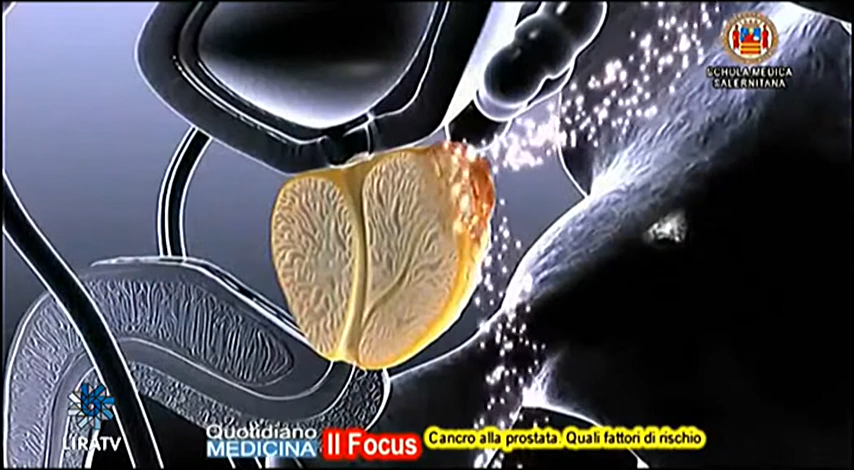 SCHOLA MEDICA
SALERNITANA
LIRATV
Quotidiano
MEDICINA
Il Focus
Cancro alla prostata. Quali fattori di rischio